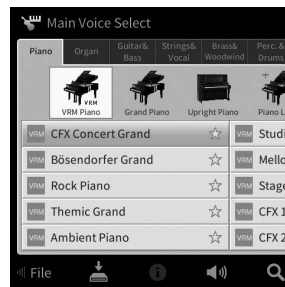 Main Voice Select
Piano Organ Guitar& Bass Strings& Vocal Brass& Woodwind Perc. & Drums
VRM
VRM Piano Grand Piano Upright Piano Piano L
VRM CFX Concert Grand VRM Studi
VRM Bösendorfer Grand VRM Mello
VRM Rock Piano VRM Stage
VRM Themic Grand VRM CFX 1
VRM Ambient Piano VRM CFX 2
File